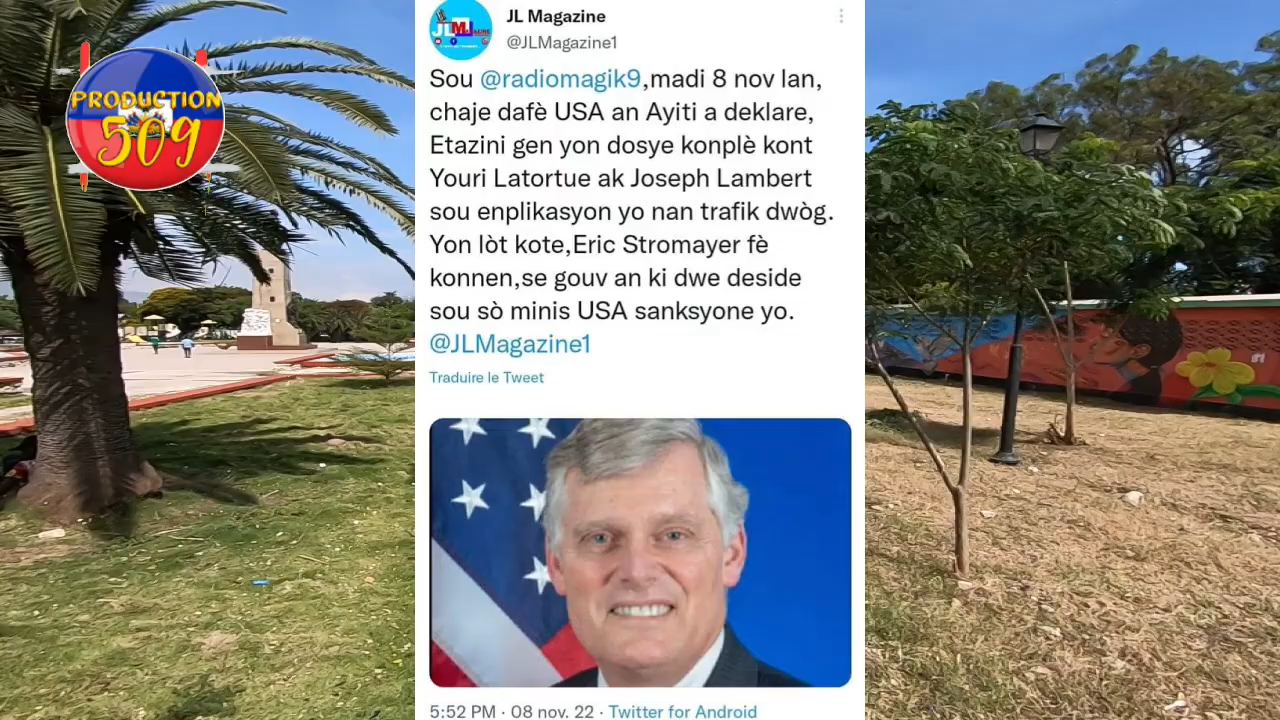 PRODUCTION
509
JL Magazine
@JLMagazine1
Sou @radiomagik9,madi 8 nov lan,
chaje dafè USA an Ayiti a deklare,
Etazini gen yon dosye konplè kont
Youri Latortue ak Joseph Lambert
sou enplikasyon yo nan trafik dwòg.
Yon lòt kote,Eric Stromayer fè
konnen,se gouv an ki dwe deside
sou sò minis USA sanksyone yo.
@JLMagazine1
Traduire le Tweet
5:52 PM · 08 nov. 22 · Twitter for Android